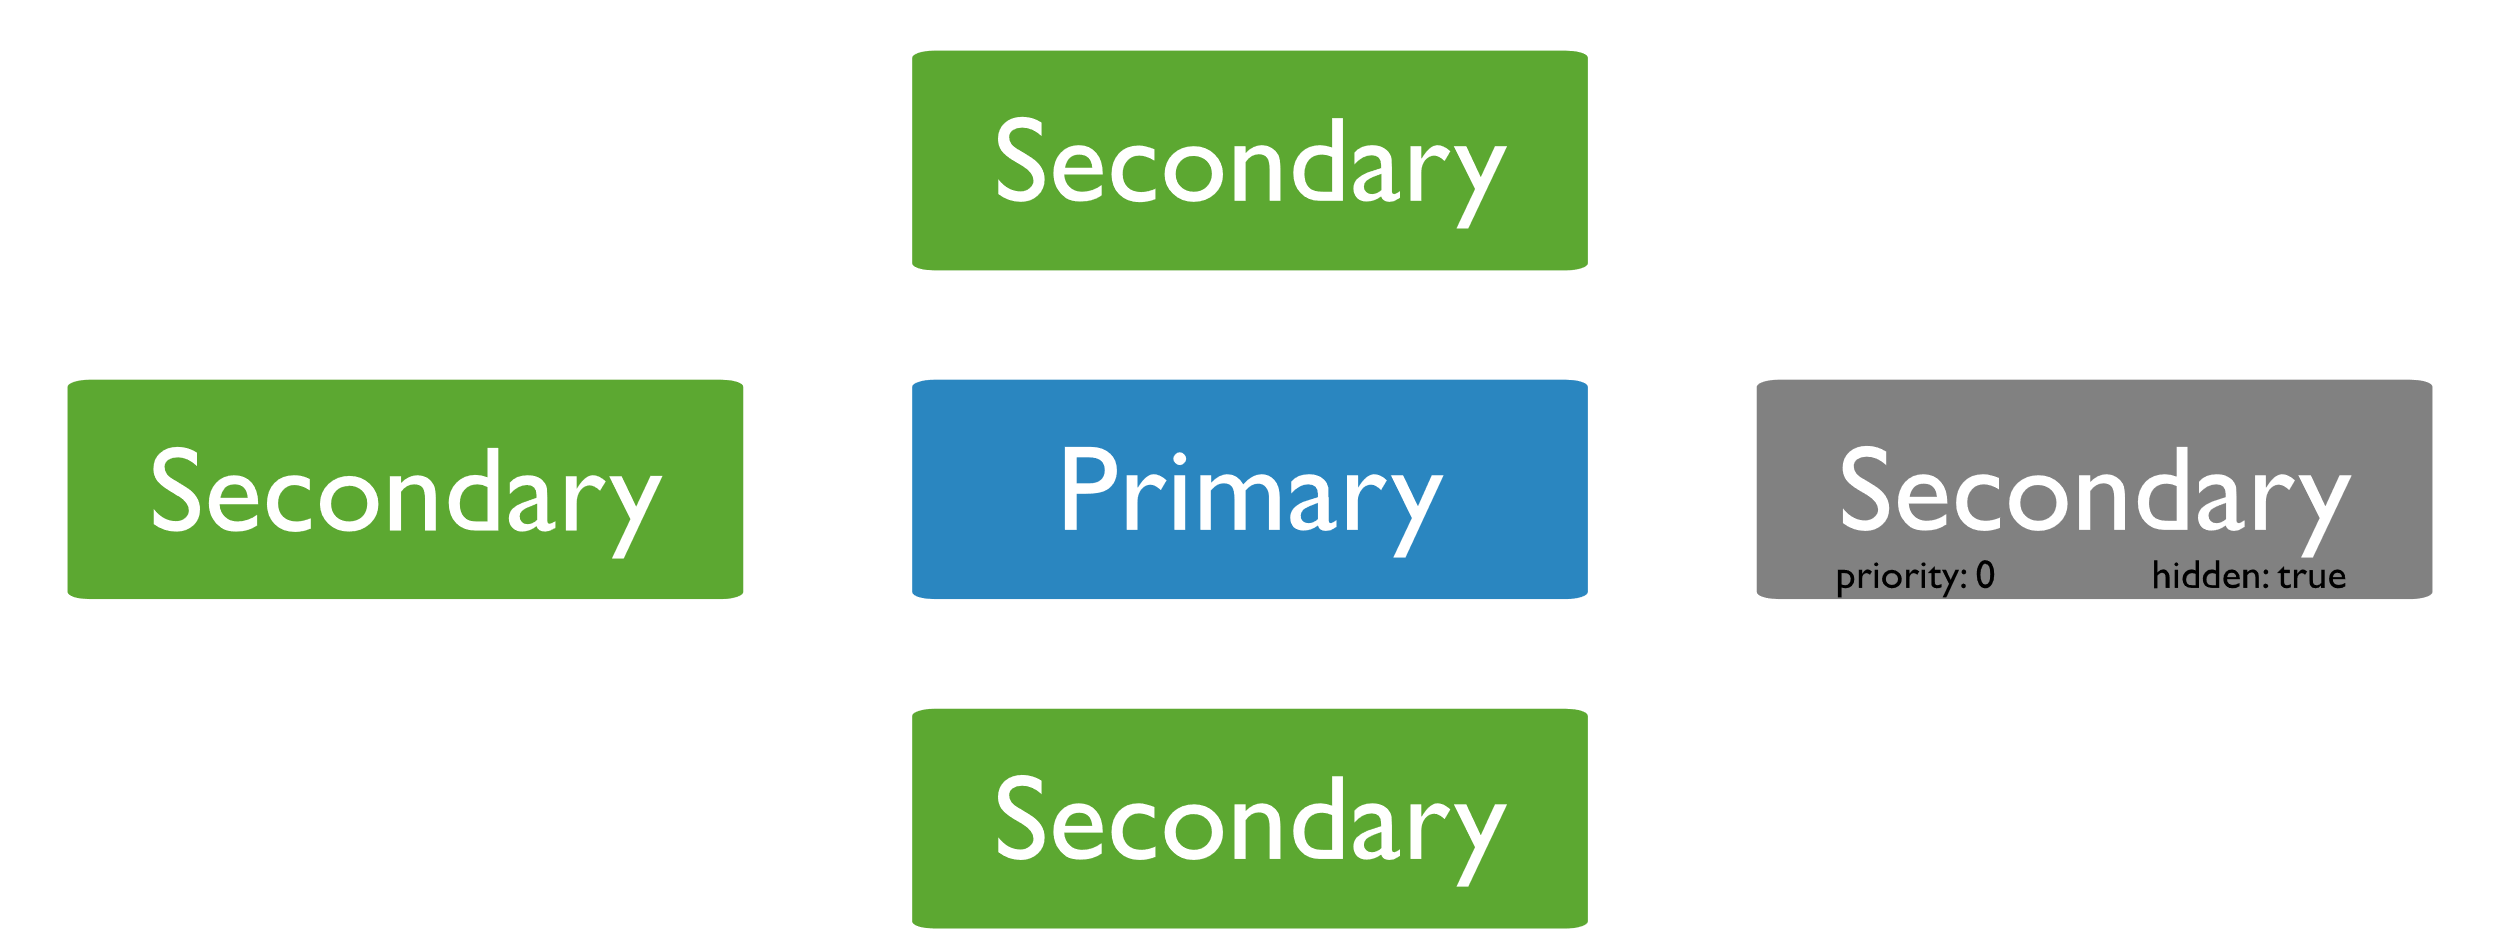 Secondary
Secondary
Primary
Secondary
priority: 0
hidden: true
Secondary